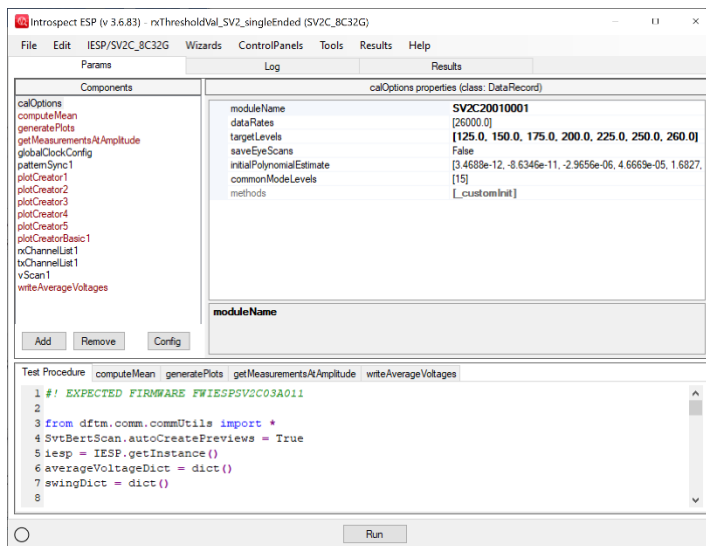 Introspect ESP (v 3.6.83) - rxThresholdVal_SV2_singleEnded (SV2C_8C32G)
File Edit IESP/SV2C_8C32G Wizards ControlPanels Tools Results Help
Params Log Results
Components
calOptions
computeMean
generatePlots
getMeasurementsAtAmplitude
globalClockConfig
patternSync1
plotCreator1
plotCreator2
plotCreator3
plotCreator4
plotCreator5
plotCreatorBasic1
rxChannelList1
txChannelList1
vScan1
writeAverageVoltages
Add Remove Config
calOptions properties (class: DataRecord)
moduleName SV2C20010001
dataRates [26000.0]
targetLevels [125.0, 150.0, 175.0, 200.0, 225.0, 250.0, 260.0]
saveEyeScans False
initialPolynomialEstimate [3.4688e-12, -8.6346e-11, -2.9656e-06, 4.6669e-05, 1.6827,
commonModeLevels [15]
methods [_customInit]
moduleName
Test Procedure computeMean generatePlots getMeasurementsAtAmplitude writeAverageVoltages
1 #! EXPECTED FIRMWARE FWIESPSV2C03A011
2
3 from dftm.comm.commUtils import *
4 SvtBertScan.autoCreatePreviews = True
5 iesp = IESP.getInstance()
6 averageVoltageDict = dict()
7 swingDict = dict()
8
Run